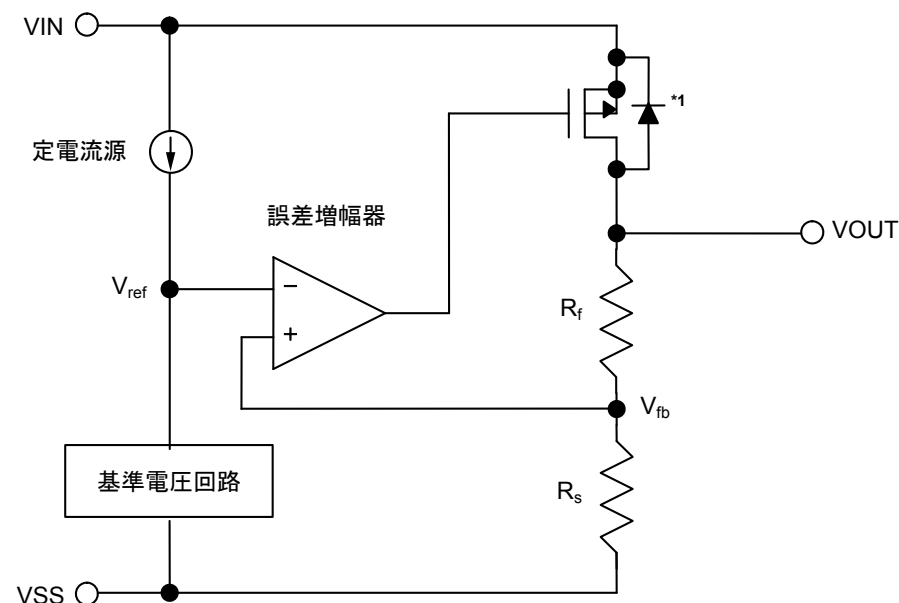 VIN
*1
定電流源
誤差増幅器
VOUT
Vref
−
+
Rf
Vfb
基準電圧回路
Rs
VSS